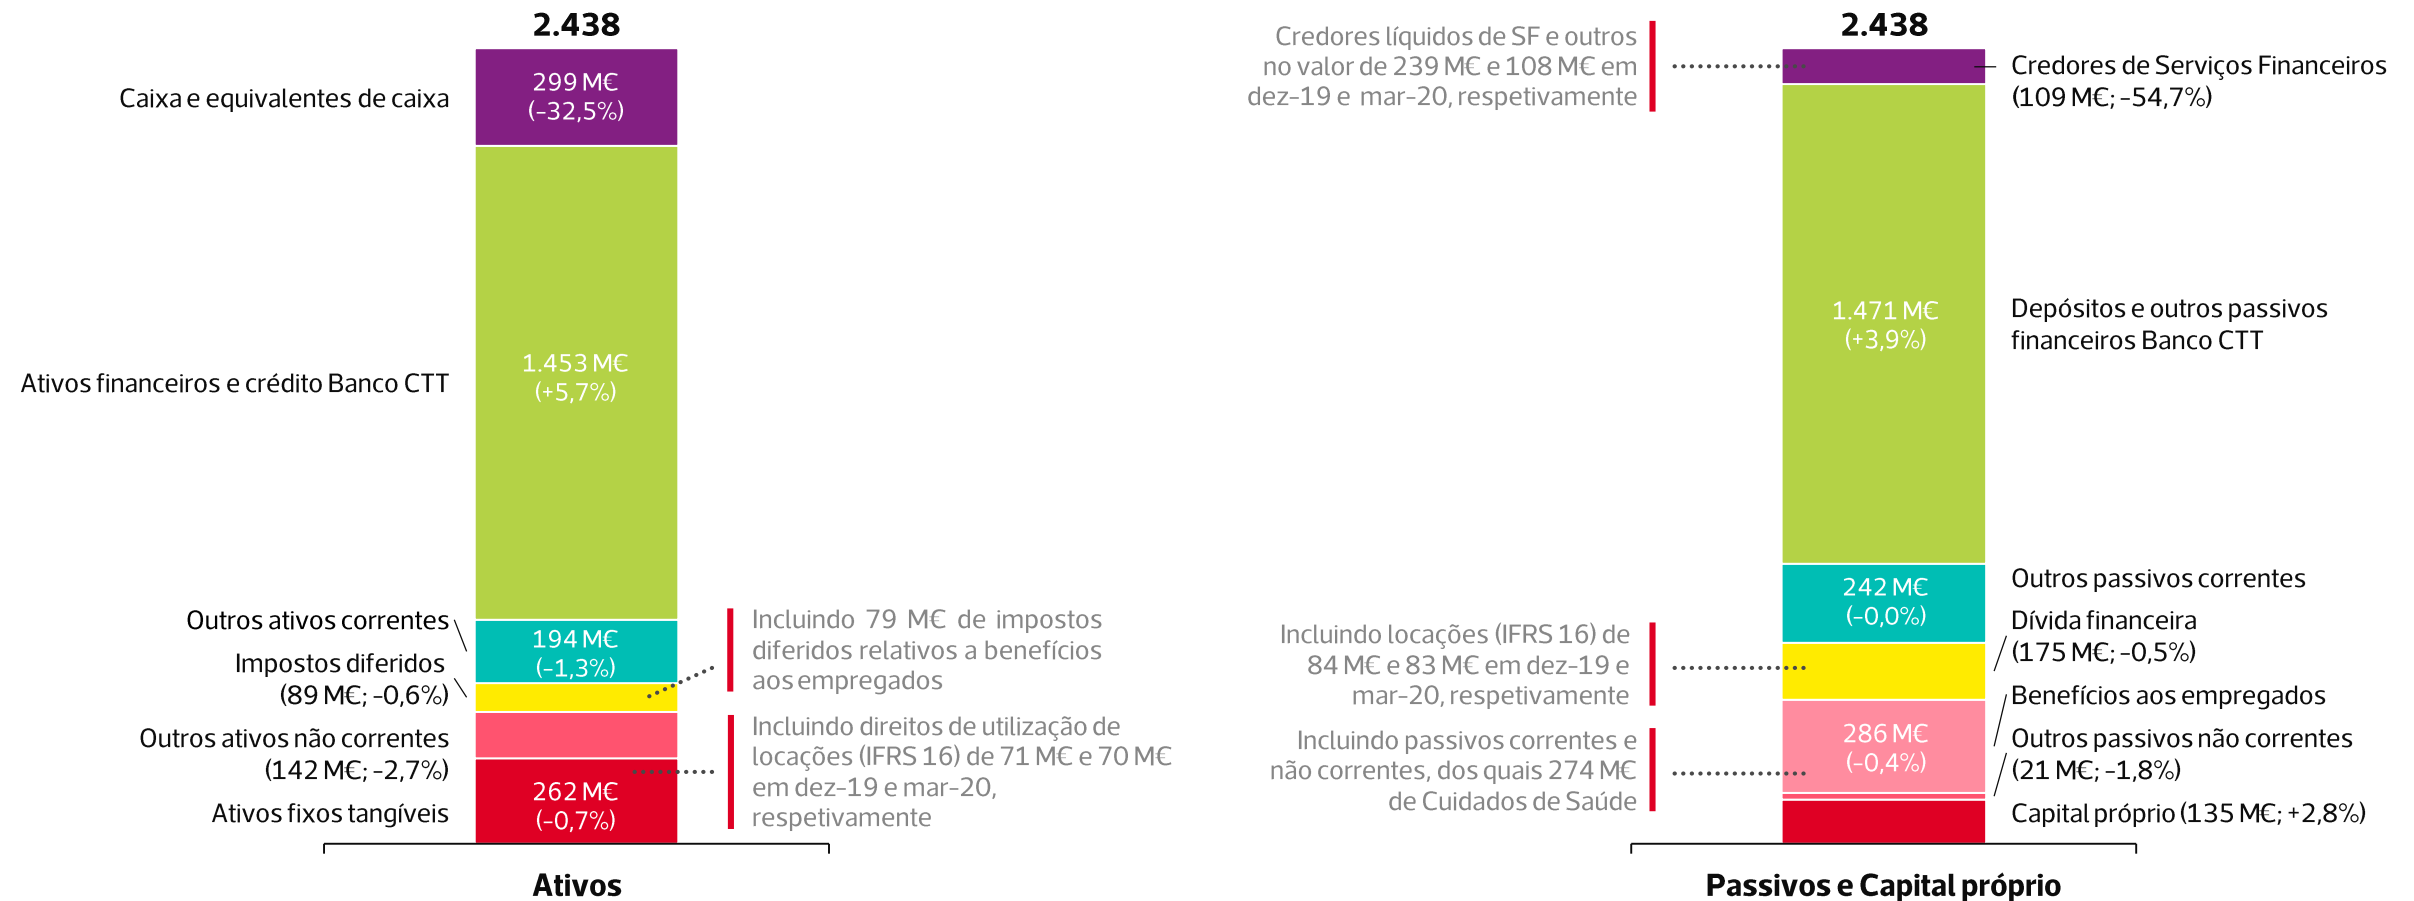 2.438
Caixa e equivalentes de caixa
299 M€
(-32,5%)
Ativos financeiros e crédito Banco CTT
1.453 M€
(+5,7%)
Outros ativos correntes
194 M€
(-1,3%)
Impostos diferidos
(89 M€; -0,6%)
Outros ativos não correntes
(142 M€; -2,7%)
Ativos fixos tangíveis
262 M€
(-0,7%)
Incluindo 79 M€ de impostos
diferidos relativos a benefícios
aos empregados
Incluindo direitos de utilização de
locações (IFRS 16) de 71 M€ e 70 M€
em dez-19 e mar-20,
respetivamente
Ativos
2.438
Credores líquidos de SF e outros
no valor de 239 M€ e 108 M€ em
dez-19 e mar-20, respetivamente
Credores de Serviços Financeiros
(109 M€; -54,7%)
1.471 M€
(+3,9%)
Depósitos e outros passivos
financeiros Banco CTT
242 M€
(-0,0%)
Outros passivos correntes
Dívida financeira
(175 M€; -0,5%)
Incluindo locações (IFRS 16) de
84 M€ e 83 M€ em dez-19 e
mar-20, respetivamente
Benefícios aos empregados
286 M€
(-0,4%)
Incluindo passivos correntes e
não correntes, dos quais 274 M€
de Cuidados de Saúde
Outros passivos não correntes
(21 M€; -1,8%)
Capital próprio (135 M€; +2,8%)
Passivos e Capital próprio